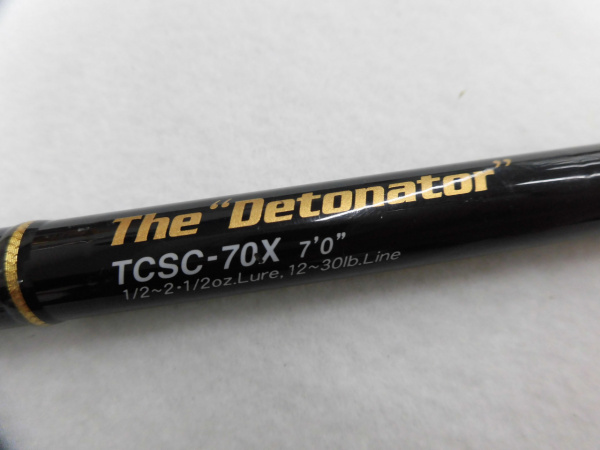 The "Detonator"
TCSC-70X 7'0"
1/2~2・1/2oz.Lure, 12~30lb.Line